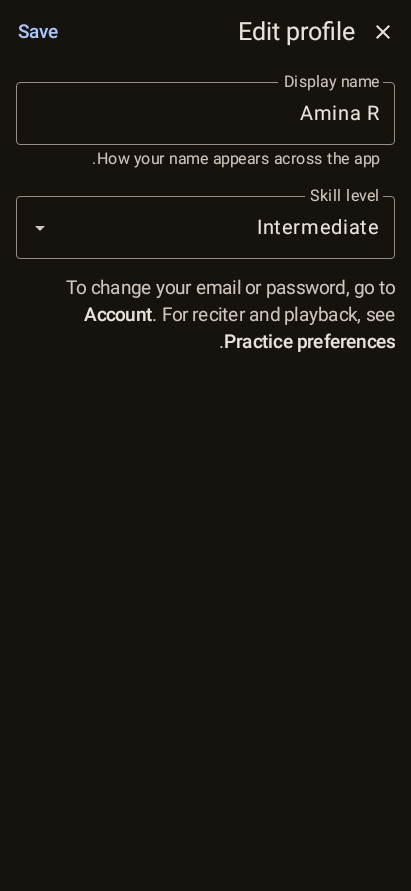 Edit profile
Save
Display name
Amina R
How your name appears across the app.
Skill level
Intermediate
To change your email or password, go to
Account. For reciter and playback, see
Practice preferences.